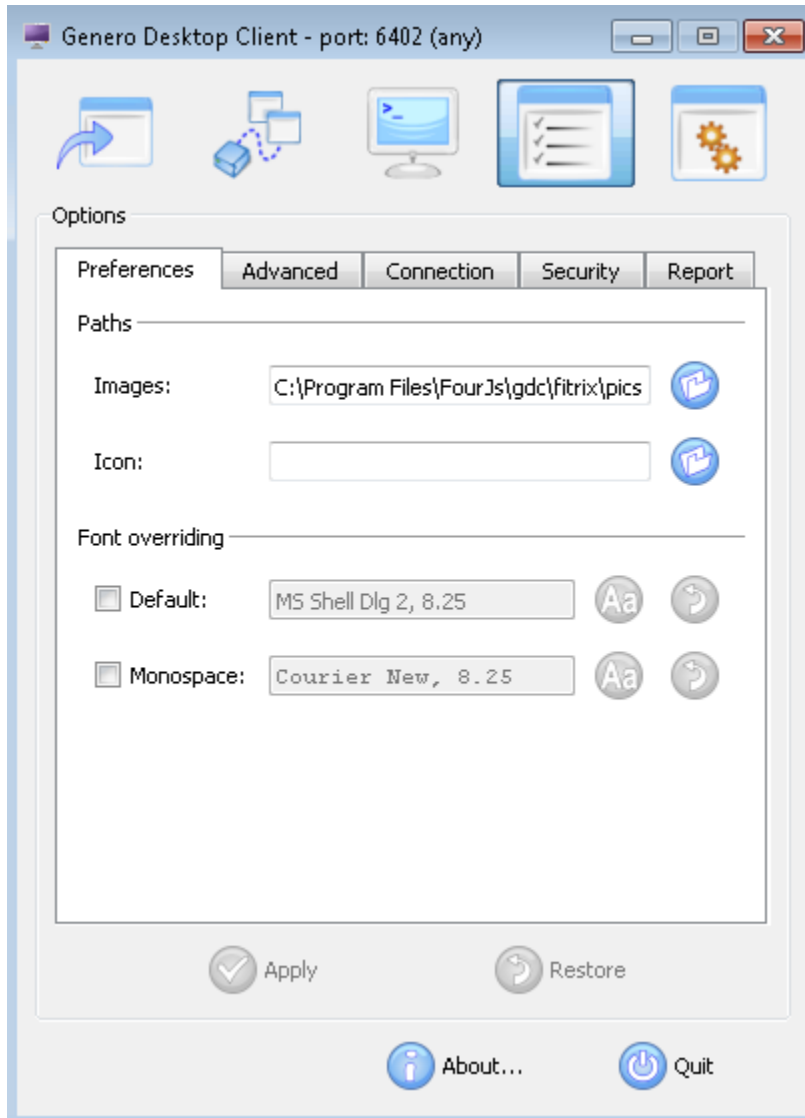 Genero Desktop Client - port: 6402 (any)
>_
Options
Preferences Advanced Connection Security Report
Paths
Images: C:\Program Files\FourJs\gdc\fitrix\pics
Icon:
Font overriding
Default: MS Shell Dlg 2, 8.25 Aa
Monospace: Courier New, 8.25 Aa
Apply Restore
i About... Quit